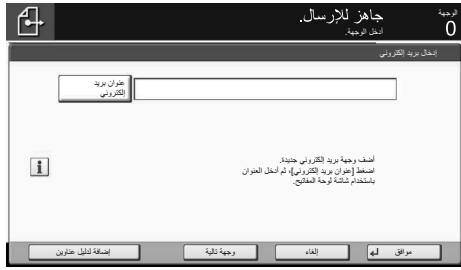 الوجهة
0
جاهز للإرسال.
أدخل الوجهة.
إدخال بريد إلكتروني
عنوان بريد
إلكتروني
أضف وجهة بريد إلكتروني جديدة.
اضغط [عنوان بريد إلكتروني]، ثم أدخل العنوان
باستخدام شاشة لوحة المفاتيح.
موافق
إلغاء
وجهة تالية
إضافة لدليل عناوين